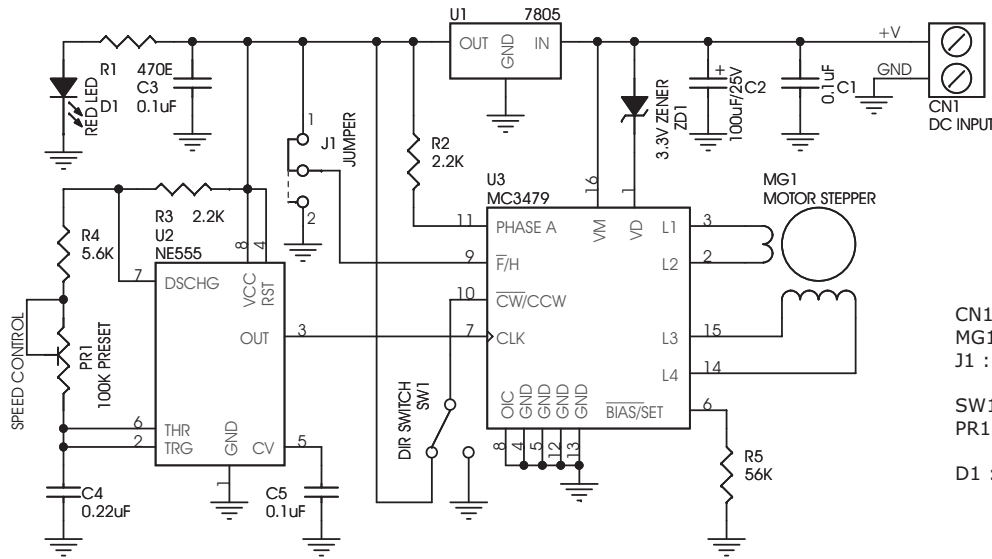 U1
7805
OUT
GND
IN
+V
GND
CN1
DC INPUT
R1
470E
C3
0.1uF
D1
RED LED
1
J1
JUMPER
2
R2
2.2K
3.3V ZENER
ZD1
100uF/25V
+
C2
0.1uF
C1
U3
MC3479
16
1
VM
VD
11
PHASE A
9
F/H
10
CW/CCW
7
CLK
L1
3
L2
2
L3
15
L4
14
OIC
GND
GND
GND
GND
8
4
5
12
13
BIAS/SET
6
MG1
MOTOR STEPPER
R3
2.2K
U2
NE555
R4
5.6K
7
DSCHG
8
4
VCC
RST
OUT
3
SPEED CONTROL
PR1
100K PRESET
6
THR
2
TRG
GND
CV
5
1
C4
0.22uF
C5
0.1uF
DIR SWITCH
SW1
R5
56K
CN1
MG1
J1 :
SW1
PR1
D1 :